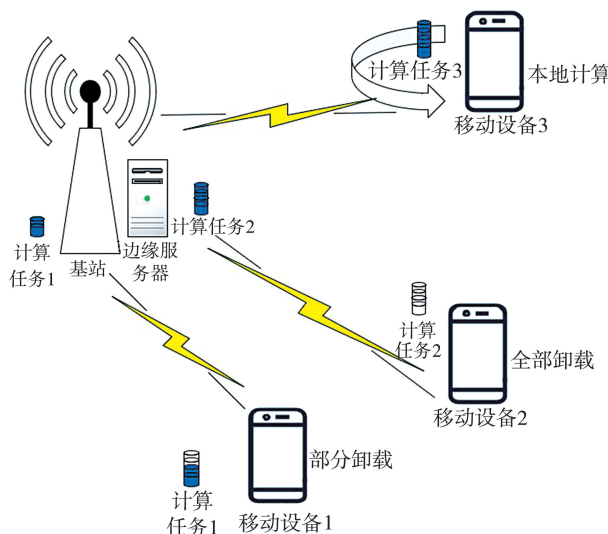 计算任务3
本地计算
移动设备3
计算任务2
计算
任务1
基站
边缘服
务器
计算
任务2
全部卸载
移动设备2
部分卸载
计算
任务1
移动设备1